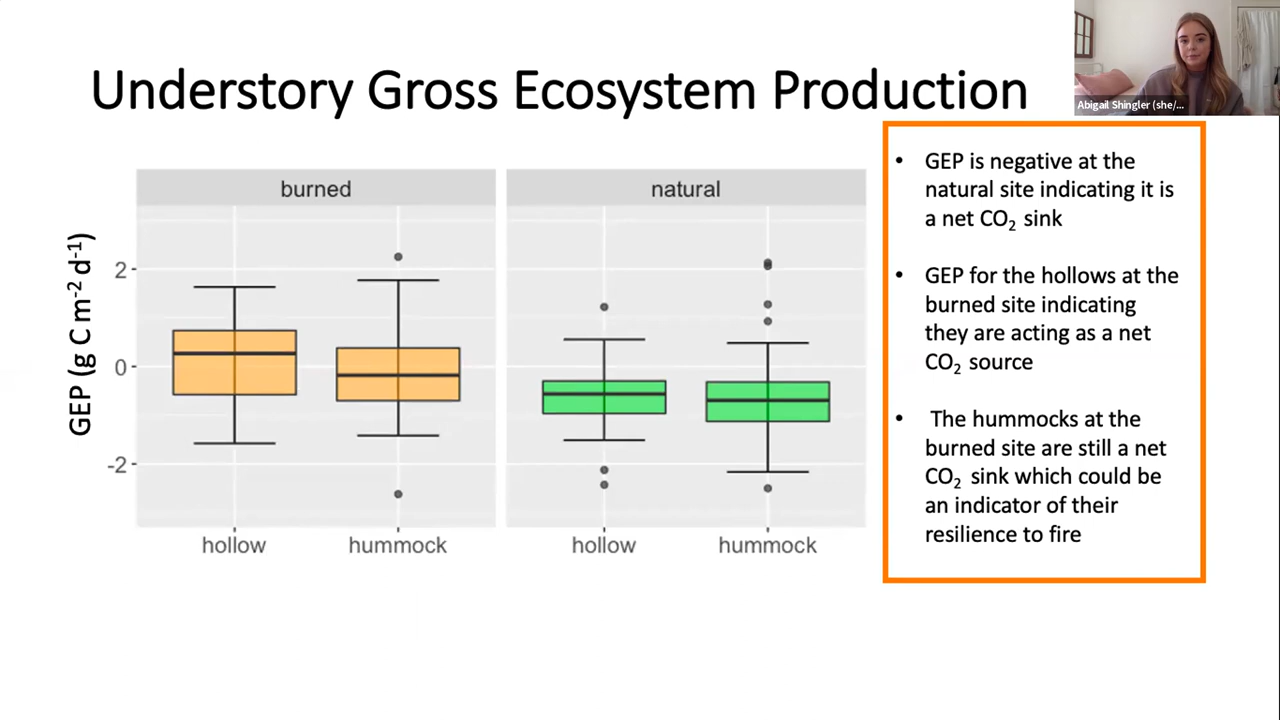 Understory Gross Ecosystem Production
Abigail Shingler (she/...
burned
natural
GEP (g C m⁻² d⁻¹)
2
0
-2
hollow
hummock
hollow
hummock
• GEP is negative at the
natural site indicating it is
a net CO₂ sink
• GEP for the hollows at the
burned site indicating
they are acting as a net
CO₂ source
• The hummocks at the
burned site are still a net
CO₂ sink which could be
an indicator of their
resilience to fire